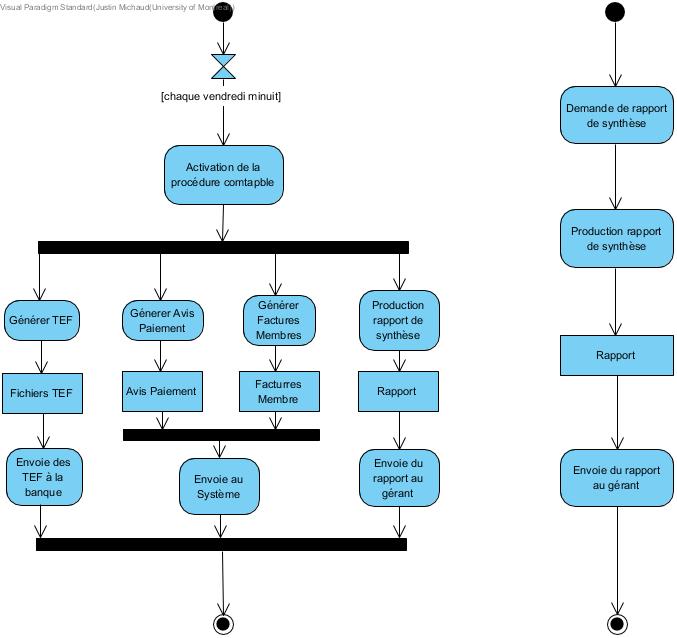 Visual Paradigm Standard(Justin Michaud(University of Montreal))
[chaque vendredi minuit]
Activation de la
procédure comtapble
Générer TEF
Génerer Avis
Paiement
Générer
Factures
Membres
Production
rapport de
synthèse
Fichiers TEF
Avis Paiement
Facturres
Membre
Rapport
Envoie des
TEF à la
banque
Envoie au
Système
Envoie du
rapport au
gérant
Demande de rapport
de synthèse
Production rapport
de synthèse
Rapport
Envoie du rapport
au gérant